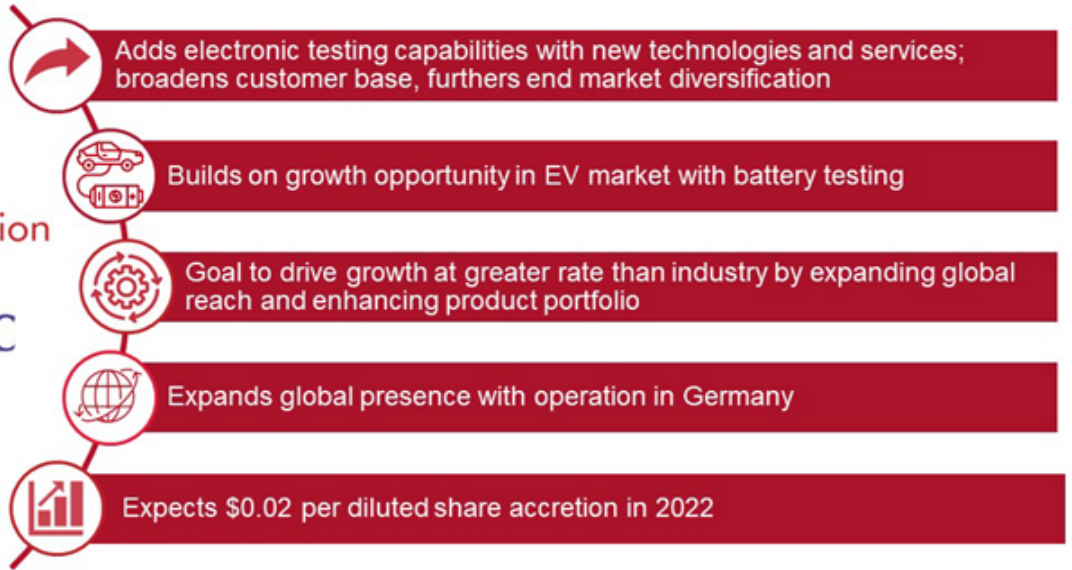 Adds electronic testing capabilities with new technologies and services;
broadens customer base, furthers end market diversification
Builds on growth opportunity in EV market with battery testing
ion
Goal to drive growth at greater rate than industry by expanding global
reach and enhancing product portfolio
C
Expands global presence with operation in Germany
Expects $0.02 per diluted share accretion in 2022